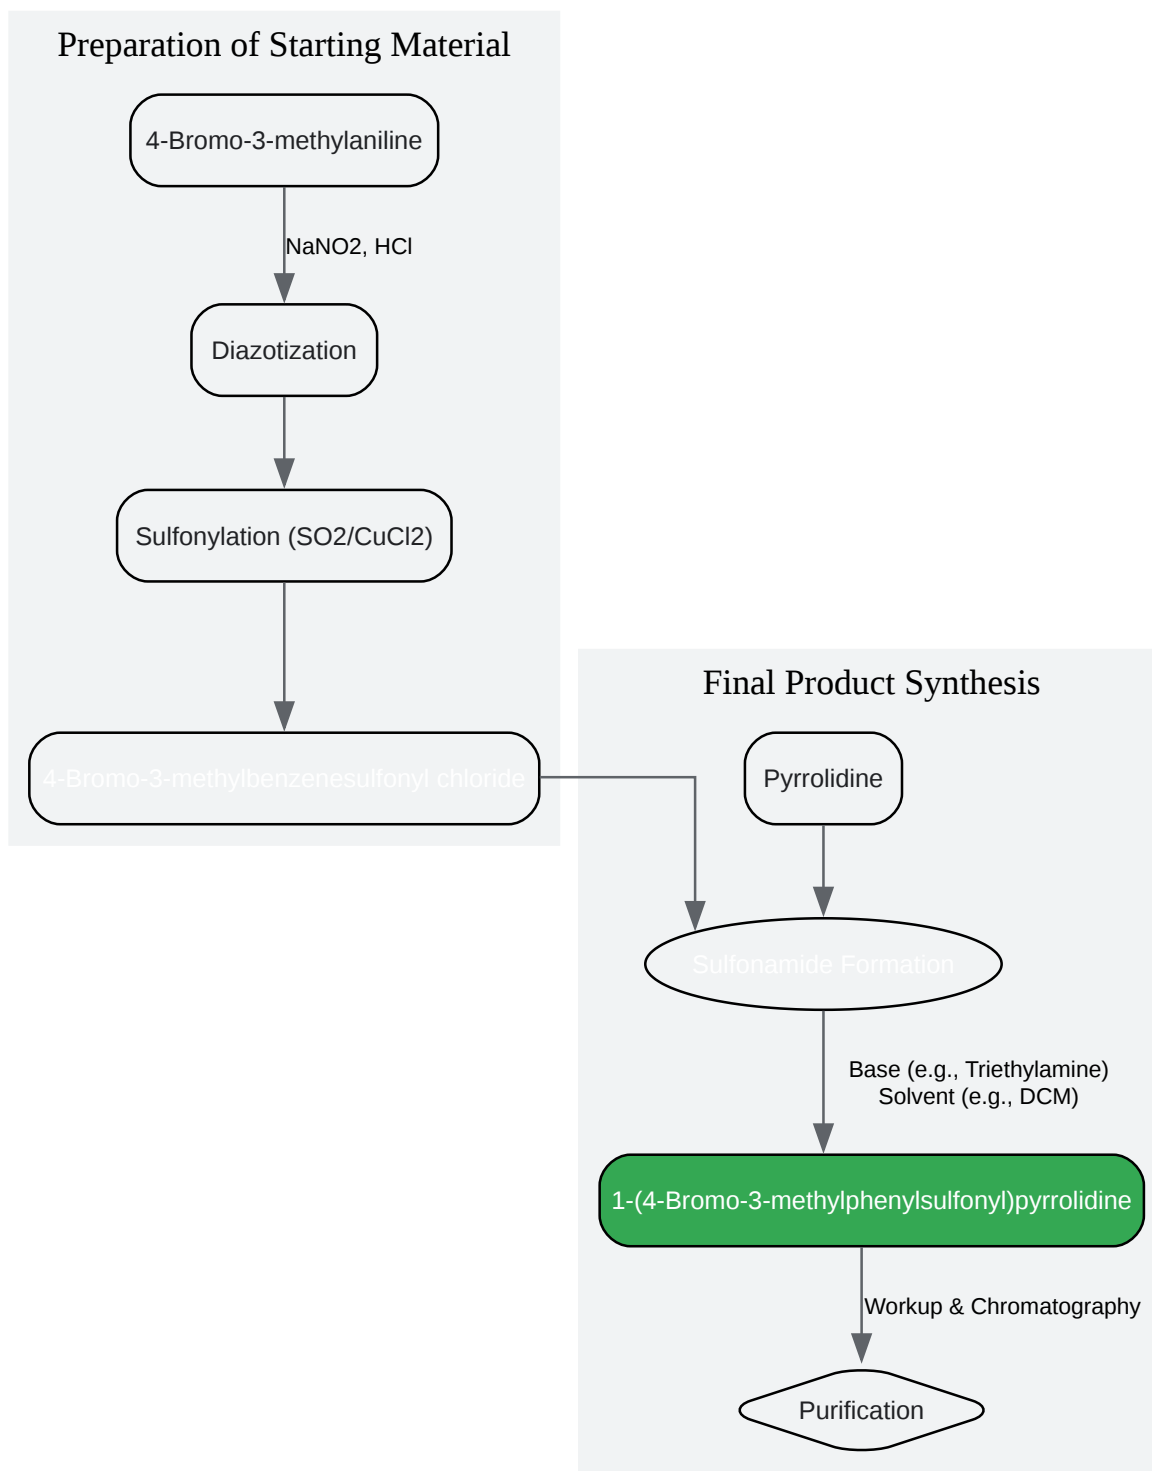 Preparation of Starting Material
4-Bromo-3-methylaniline
NaNO2, HCl
Diazotization
Sulfonylation (SO2/CuCl2)
4-Bromo-3-methylbenzenesulfonyl chloride
Final Product Synthesis
Pyrrolidine
Sulfonamide Formation
Base (e.g., Triethylamine)
Solvent (e.g., DCM)
1-(4-Bromo-3-methylphenylsulfonyl)pyrrolidine
Workup & Chromatography
Purification